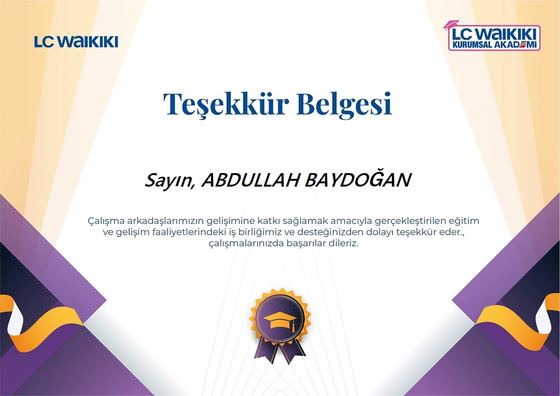 LC WAIKIKI
LC WAIKIKI
KURUMSAL AKADEMİ
Teşekkür Belgesi
Sayın, ABDULLAH BAYDOĞAN
Çalışma arkadaşlarımızın gelişimine katkı sağlamak amacıyla gerçekleştirilen eğitim
ve gelişim faaliyetlerindeki iş birliğimiz ve desteğinizden dolayı teşekkür eder.,
çalışmalarınızda başarılar dileriz.